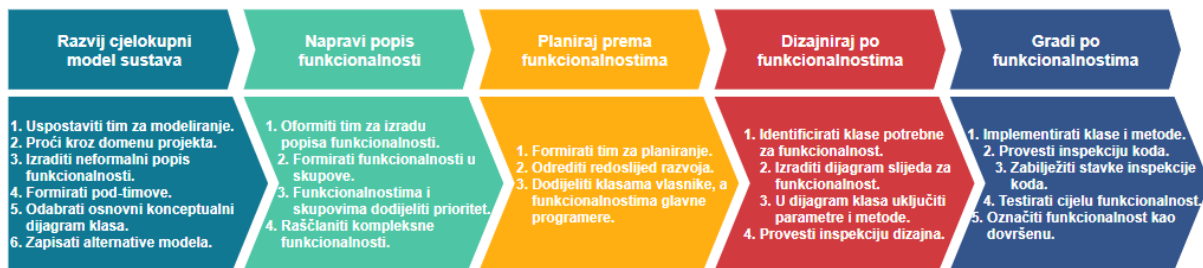 Razvij cjelokupni
model sustava
Napravi popis
funkcionalnosti
Planiraj prema
funkcionalnostima
Dizajniraj po
funkcionalostima
Gradi po
funkcionalnostima
1. Uspostaviti tim za modeliranje.
2. Proći kroz domenu projekta.
3. Izraditi neformalni popis
funkcionalnosti.
4. Formirati pod-timove.
5. Odabrati osnovni konceptualni
dijagram klasa.
6. Zapisati alternative modela.
1. Oformiti tim za izradu
popisa funkcionalnosti.
2. Formirati funkcionalnosti u
skupove.
3. Funkcionalnostima i
skupovima dodijeliti prioritet.
4. Raščlaniti kompleksne
funkcionalnosti.
1. Formirati tim za planiranje.
2. Odrediti redoslijed razvoja.
3. Dodijeliti klasama vlasnike, a
funkcionalnostima glavne
programere.
1. Identificirati klase potrebne
za funkcionalnost.
2. Izraditi dijagram slijeda za
funkcionalnost.
3. U dijagram klasa uključiti
parametre i metode.
4. Provesti inspekciju dizajna.
1. Implementirati klase i metode.
2. Provesti inspekciju koda.
3. Zabilježiti stavke inspekcije
koda.
4. Testirati cijelu funkcionalnost.
5. Označiti funkcionalnost kao
dovršenu.